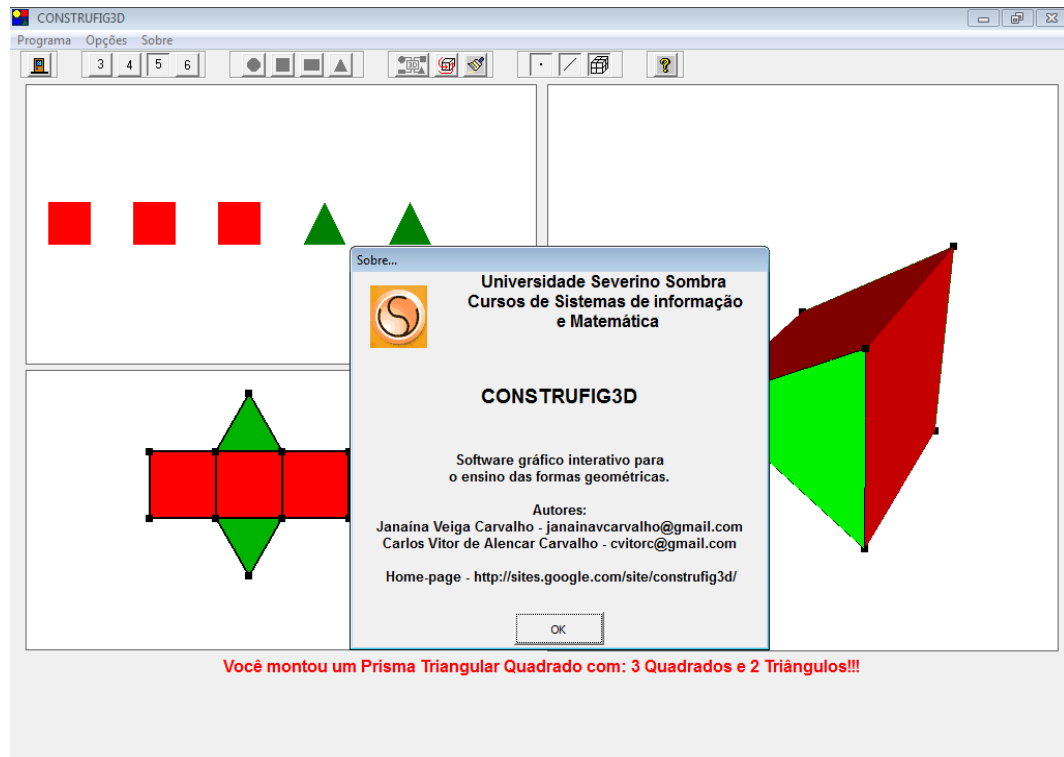 CONSTRUFIG3D
Programa Opções Sobre
3 4 5 6 3D ?
Sobre...
Universidade Severino Sombra
Cursos de Sistemas de informação
e Matemática
CONSTRUFIG3D
Software gráfico interativo para
o ensino das formas geométricas.
Autores:
Janaína Veiga Carvalho - janainavcarvalho@gmail.com
Carlos Vitor de Alencar Carvalho - cvitorc@gmail.com
Home-page - http://sites.google.com/site/construfig3d/
OK
Você montou um Prisma Triangular Quadrado com: 3 Quadrados e 2 Triângulos!!!